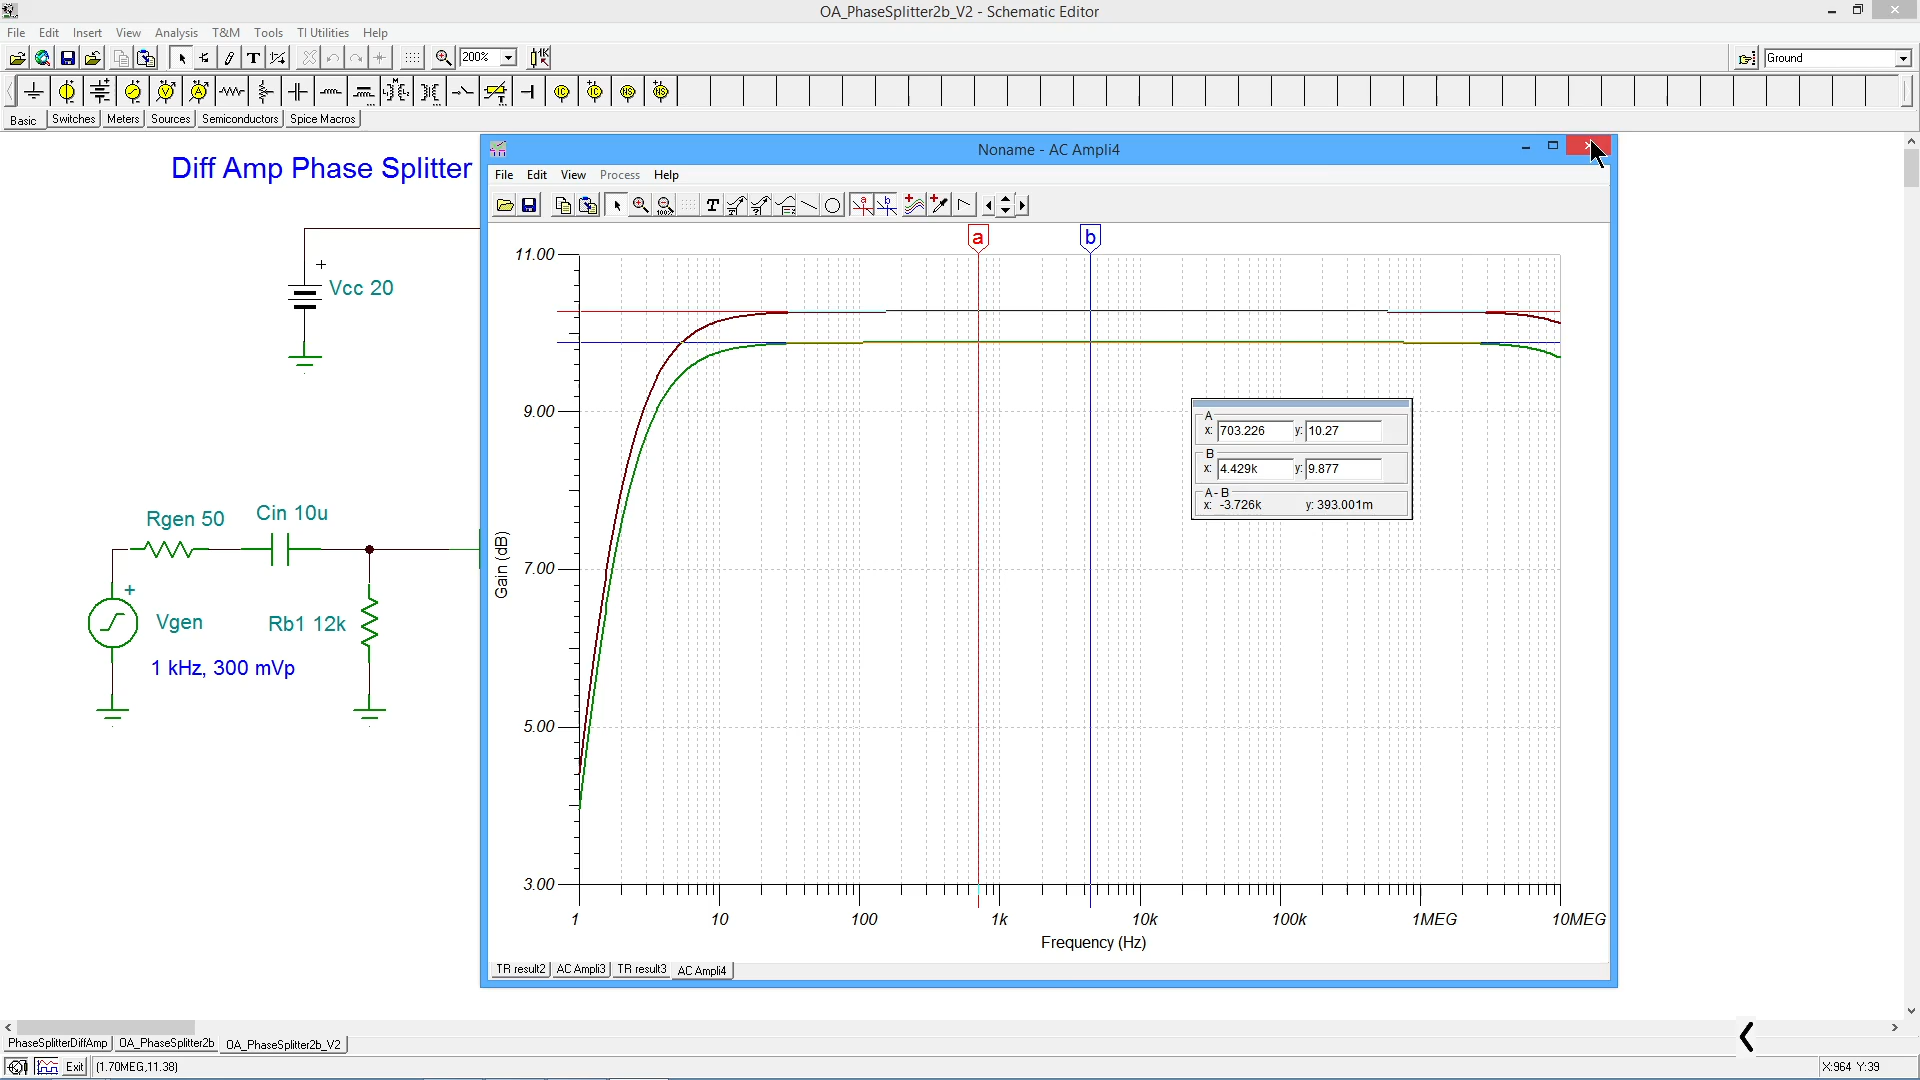 OA_PhaseSplitter2b_V2 - Schematic Editor
File Edit Insert View Analysis T&M Tools TI Utilities Help
200%
Ground
Basic Switches Meters Sources Semiconductors Spice Macros
Diff Amp Phase Splitter
+
Vcc 20
Rgen 50
Cin 10u
+
Vgen
Rb1 12k
1 kHz, 300 mVp
Noname - AC Ampli4
File Edit View Process Help
a
b
11.00
9.00
7.00
5.00
3.00
Gain (dB)
A
x: 703.226 y: 10.27
B
x: 4.429k y: 9.877
A - B
x: -3.726k y: 393.001m
1 10 100 1k 10k 100k 1MEG 10MEG
Frequency (Hz)
TR result2 AC Ampli3 TR result3 AC Ampli4
PhaseSplitterDiffAmp OA_PhaseSplitter2b OA_PhaseSplitter2b_V2
Exit (1.70MEG,11.38)
X:964 Y:39